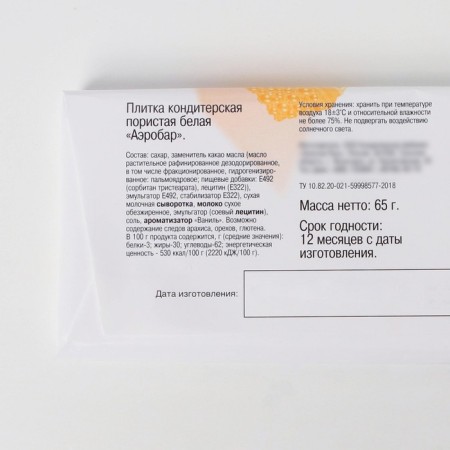 Плитка кондитерская
пористая белая
«Аэробар».
Состав: сахар, заменитель какао масла (масло
растительное рафинированное дезодорированное,
в том числе фракционированное, гидрогенизиро-
ванное: пальмоядровое; пищевые добавки: Е492
(сорбитан тристеарат), лецитин (Е322)),
эмульгатор Е492, стабилизатор Е322), сухая
молочная сыворотка, молоко сухое
обезжиренное, эмульгатор (соевый лецитин),
соль, ароматизатор «Ваниль». Возможно
содержание следов арахиса, орехов, глютена.
В 100 г продукта содержится, г (средние значения):
белки-3; жиры-30; углеводы-62; энергетическая
ценность - 530 ккал/100 г (2220 кДЖ/100 г).
Условия хранения: хранить при температуре
воздуха 18±3°С и относительной влажности
не более 75%. Не подвергать воздействию
солнечного света.
ТУ 10.82.20-021-59998577-2018
Масса нетто: 65 г.
Срок годности:
12 месяцев с даты
изготовления.
Дата изготовления: